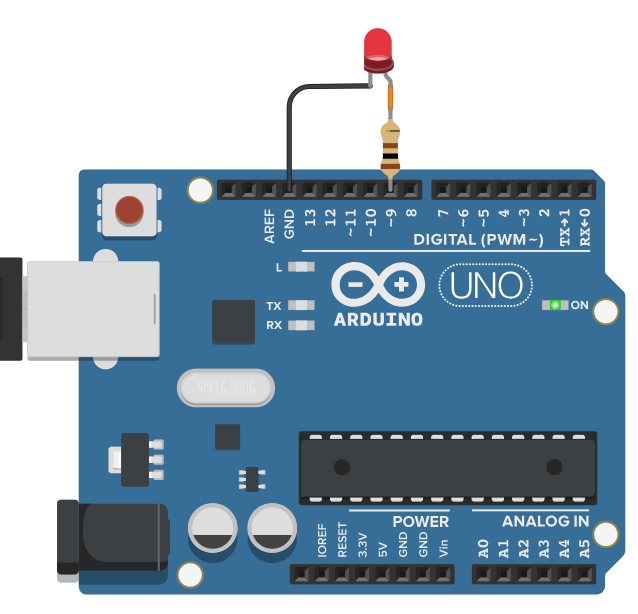 AREF
GND
13
12
~11
~10
~9
8
7
~6
~5
4
~3
2
TX→1
RX←0
DIGITAL (PWM~)
L
TX
RX
ARDUINO
UNO
ON
SPK16.000G
POWER
ANALOG IN
IOREF
RESET
3.3V
5V
GND
GND
Vin
A0
A1
A2
A3
A4
A5